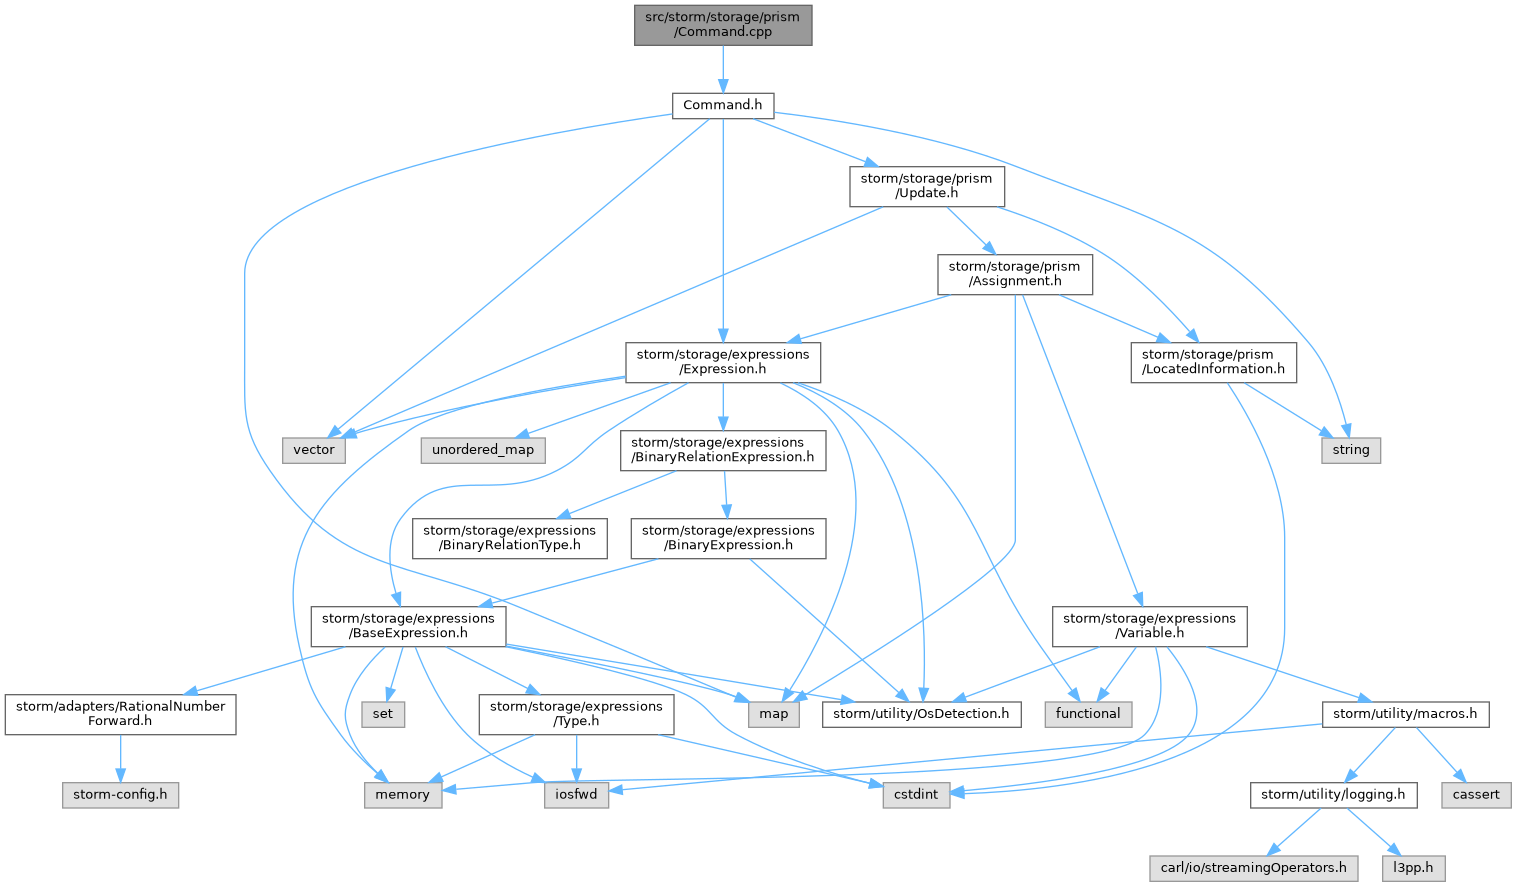 src/storm/storage/prism
/Command.cpp
Command.h
storm/storage/prism
/Update.h
storm/storage/prism
/Assignment.h
storm/storage/expressions
/Expression.h
storm/storage/prism
/LocatedInformation.h
vector
unordered_map
storm/storage/expressions
/BinaryRelationExpression.h
string
storm/storage/expressions
/BinaryRelationType.h
storm/storage/expressions
/BinaryExpression.h
storm/storage/expressions
/BaseExpression.h
storm/storage/expressions
/Variable.h
storm/adapters/RationalNumber
Forward.h
set
storm/storage/expressions
/Type.h
map
storm/utility/OsDetection.h
functional
storm/utility/macros.h
storm-config.h
memory
iosfwd
cstdint
storm/utility/logging.h
cassert
carl/io/streamingOperators.h
l3pp.h